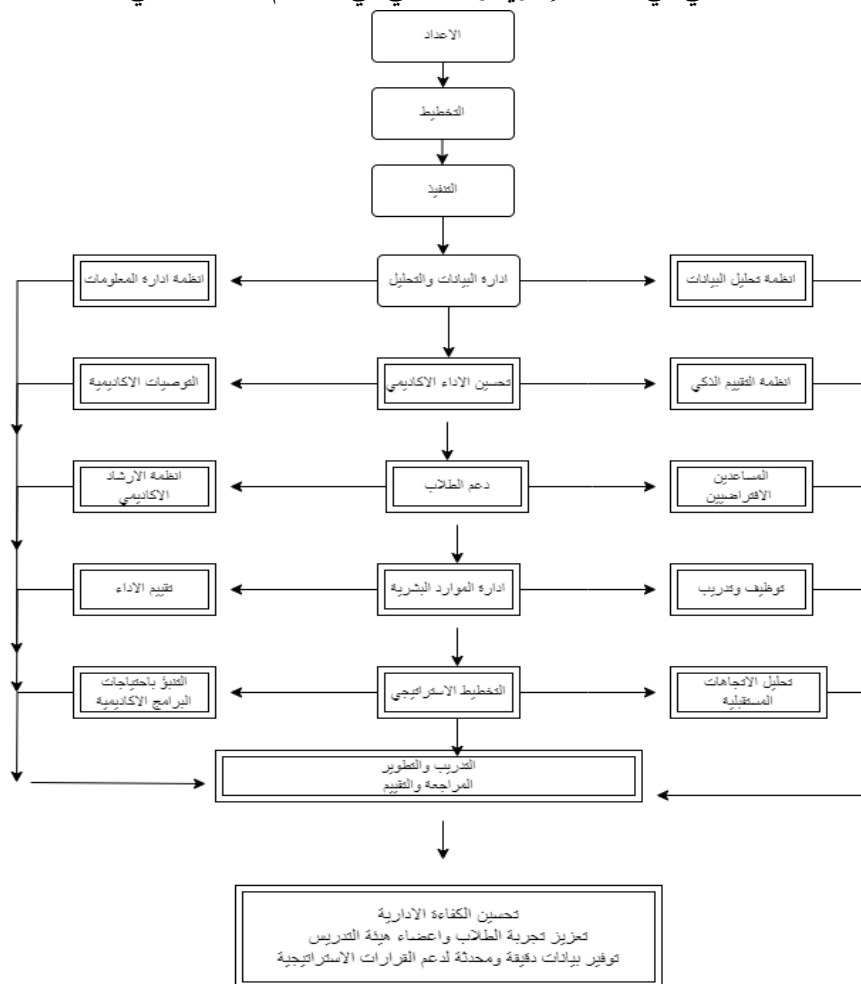 الاعداد
التخطيط
التنفيذ
انظمة تحليل البيانات
ادارة البيانات والتحليل
انظمة ادارة المعلومات
انظمة التقييم الذكي
تحسين الاداء الاكاديمي
التوصيات الاكاديمية
المساعدين
الافتراضيين
دعم الطلاب
انظمة الارشاد
الاكاديمي
توظيف وتدريب
ادارة الموارد البشرية
تقييم الاداء
تحليل الاتجاهات
المستقبلية
التخطيط الاستراتيجي
التنبؤ باحتياجات
البرامج الاكاديمية
التدريب والتطوير
المراجعة والتقييم
تحسين الكفاءة الادارية
تعزيز تجربة الطلاب واعضاء هيئة التدريس
توفير بيانات دقيقة ومحدثة لدعم القرارات الاستراتيجية